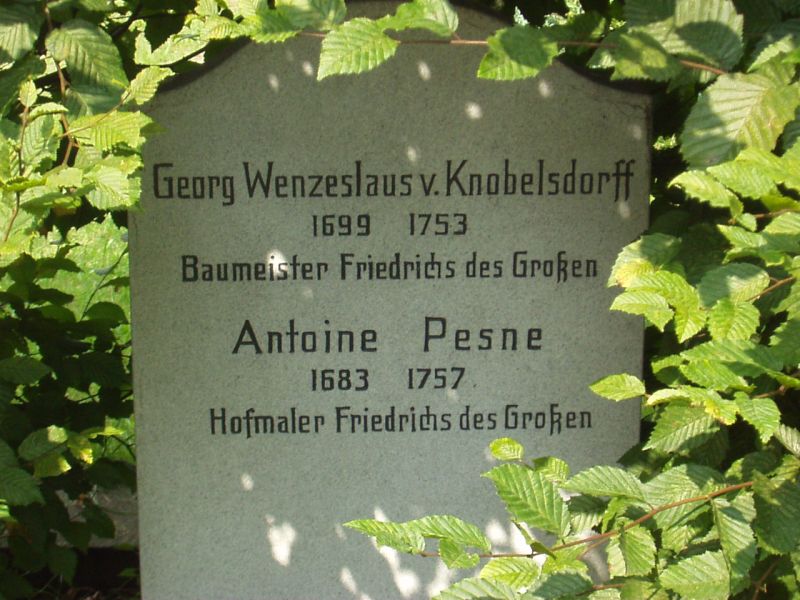 Georg Wenzeslaus v. Knobelsdorff
1699 1753
Baumeister Friedrichs des Großen
Antoine Pesne
1683 1757
Hofmaler Friedrichs des Großen